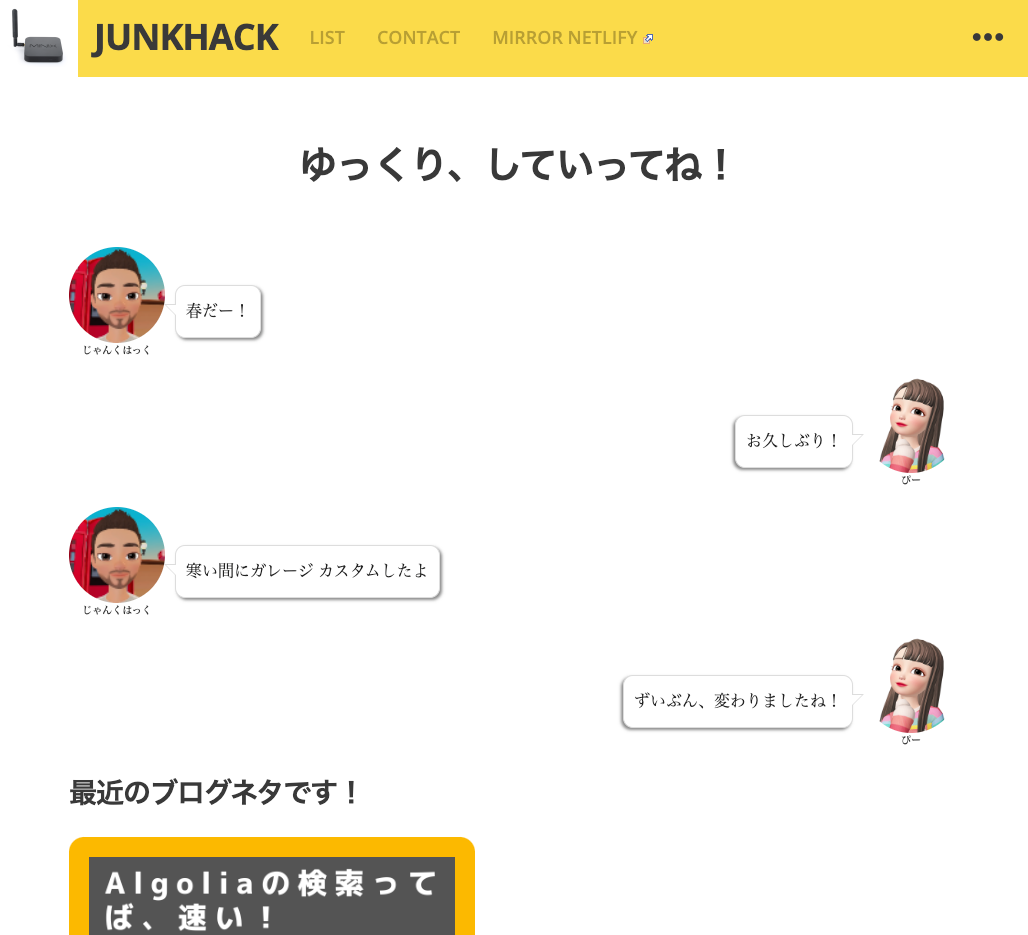 JUNKHACK LIST CONTACT MIRROR NETLIFY
ゆっくり、していってね！
春だー！
じゃんくはっく
お久しぶり！
ぴー
寒い間にガレージ カスタムしたよ
じゃんくはっく
ずいぶん、変わりましたね！
ぴー
最近のブログネタです！
Algoliaの検索って
ば、速い！